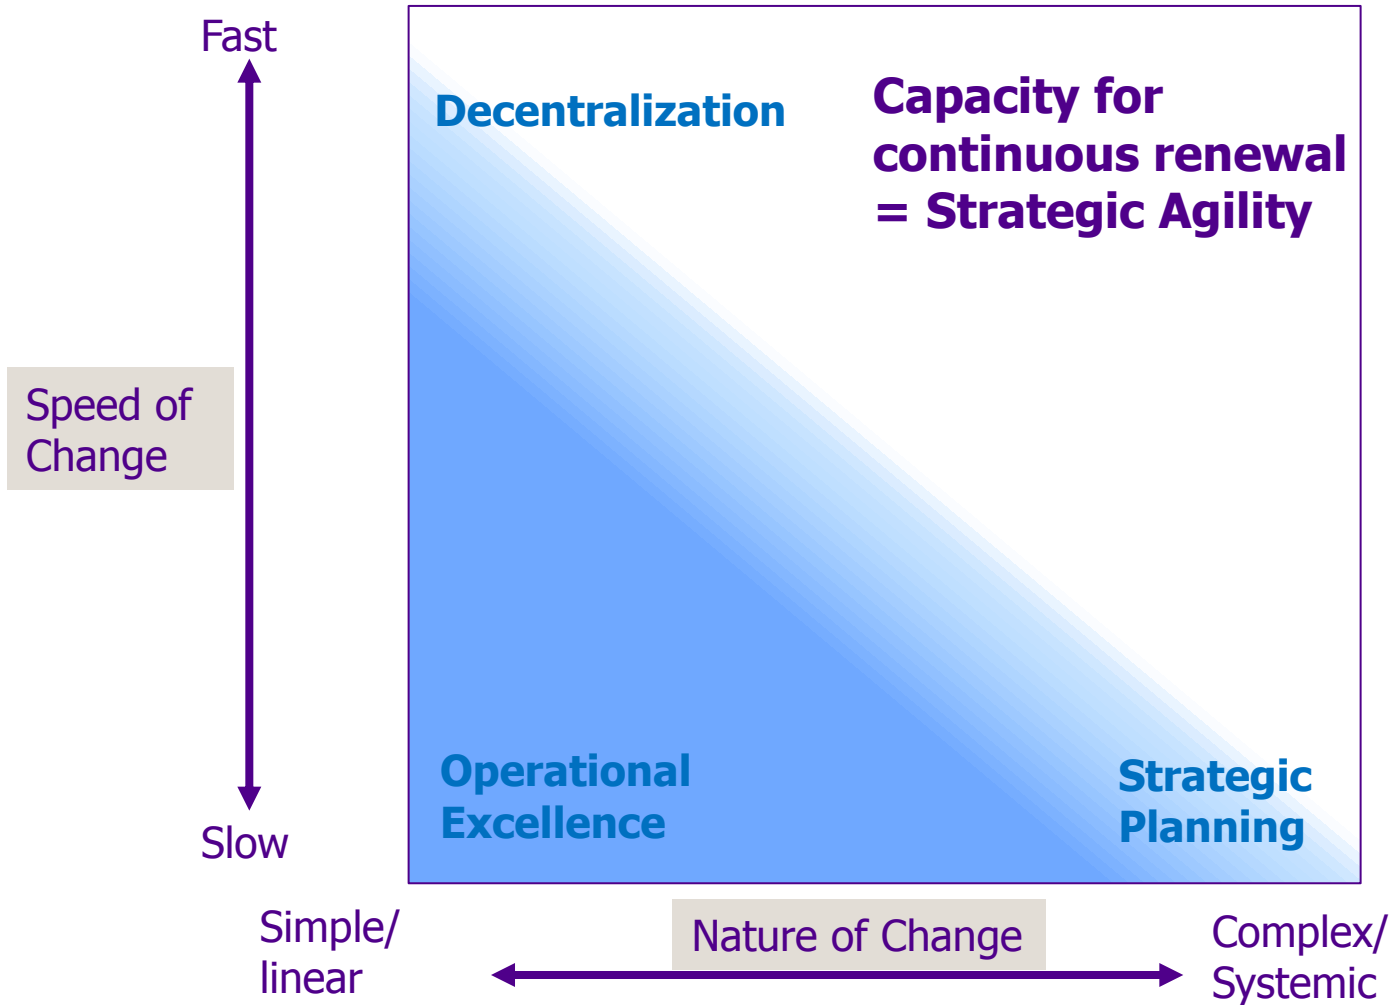 Fast
Decentralization
Capacity for
continuous renewal
= Strategic Agility
Speed of
Change
Operational
Excellence
Strategic
Planning
Slow
Simple/
linear
Nature of Change
Complex/
Systemic